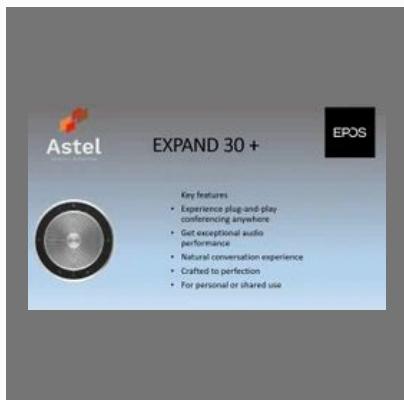 Astel
EXPAND 30 +
EPOS
Key features
• Experience plug-and-play
conferencing anywhere
• Get exceptional audio
performance
• Natural conversation experience
• Crafted to perfection
• For personal or shared use